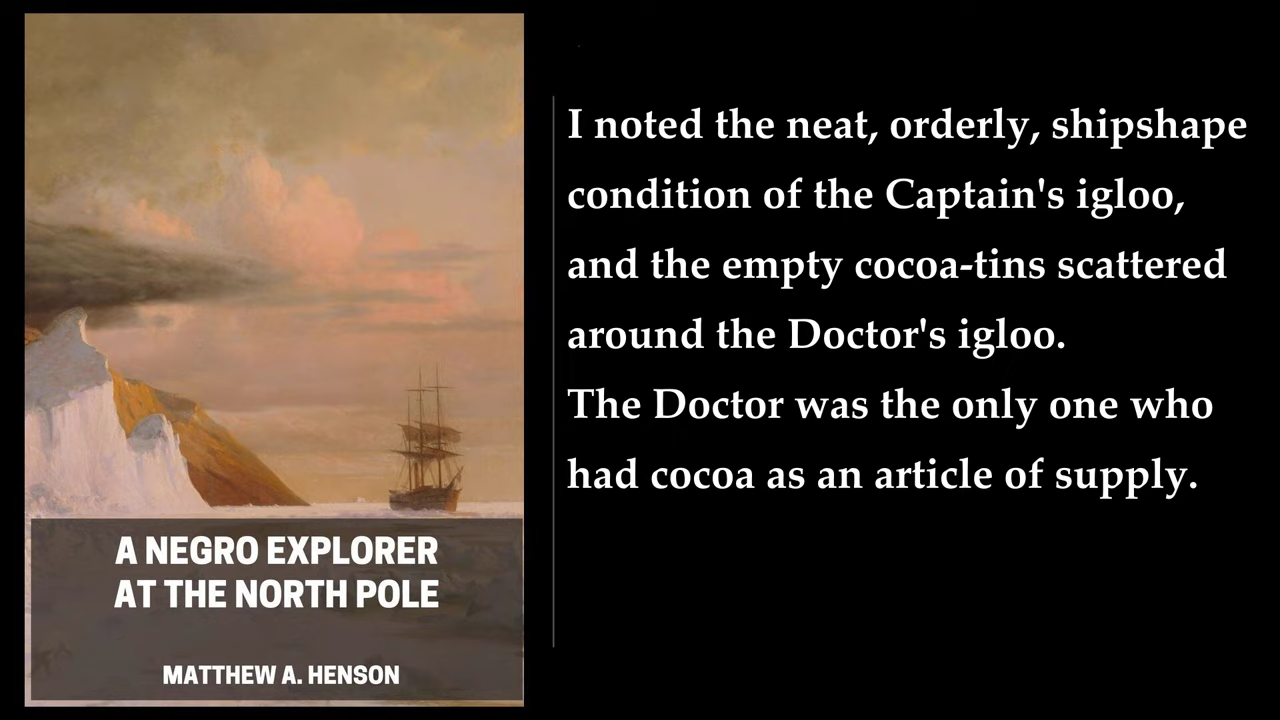 I noted the neat, orderly, shipshape
condition of the Captain's igloo,
and the empty cocoa-tins scattered
around the Doctor's igloo.
The Doctor was the only one who
had cocoa as an article of supply.
A NEGRO EXPLORER
AT THE NORTH POLE
MATTHEW A. HENSON